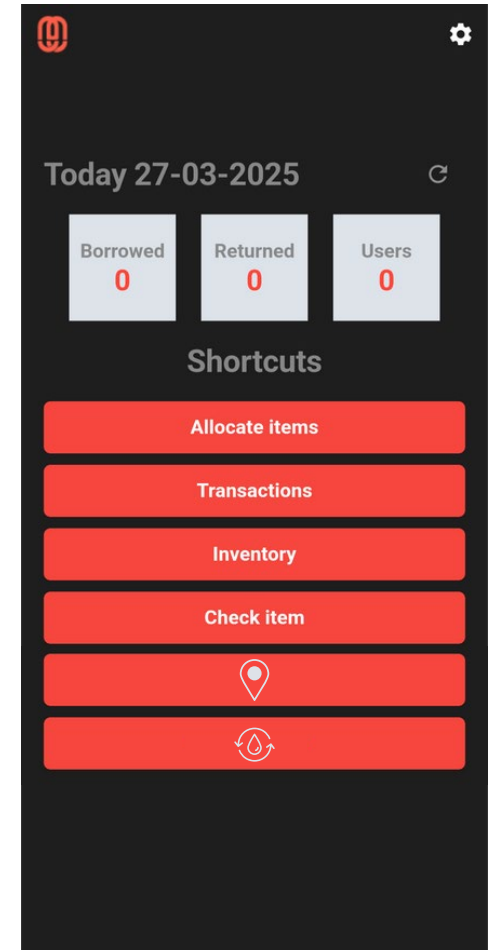 Today 27-03-2025
Borrowed Returned Users
0 0 0
Shortcuts
Allocate items
Transactions
Inventory
Check item